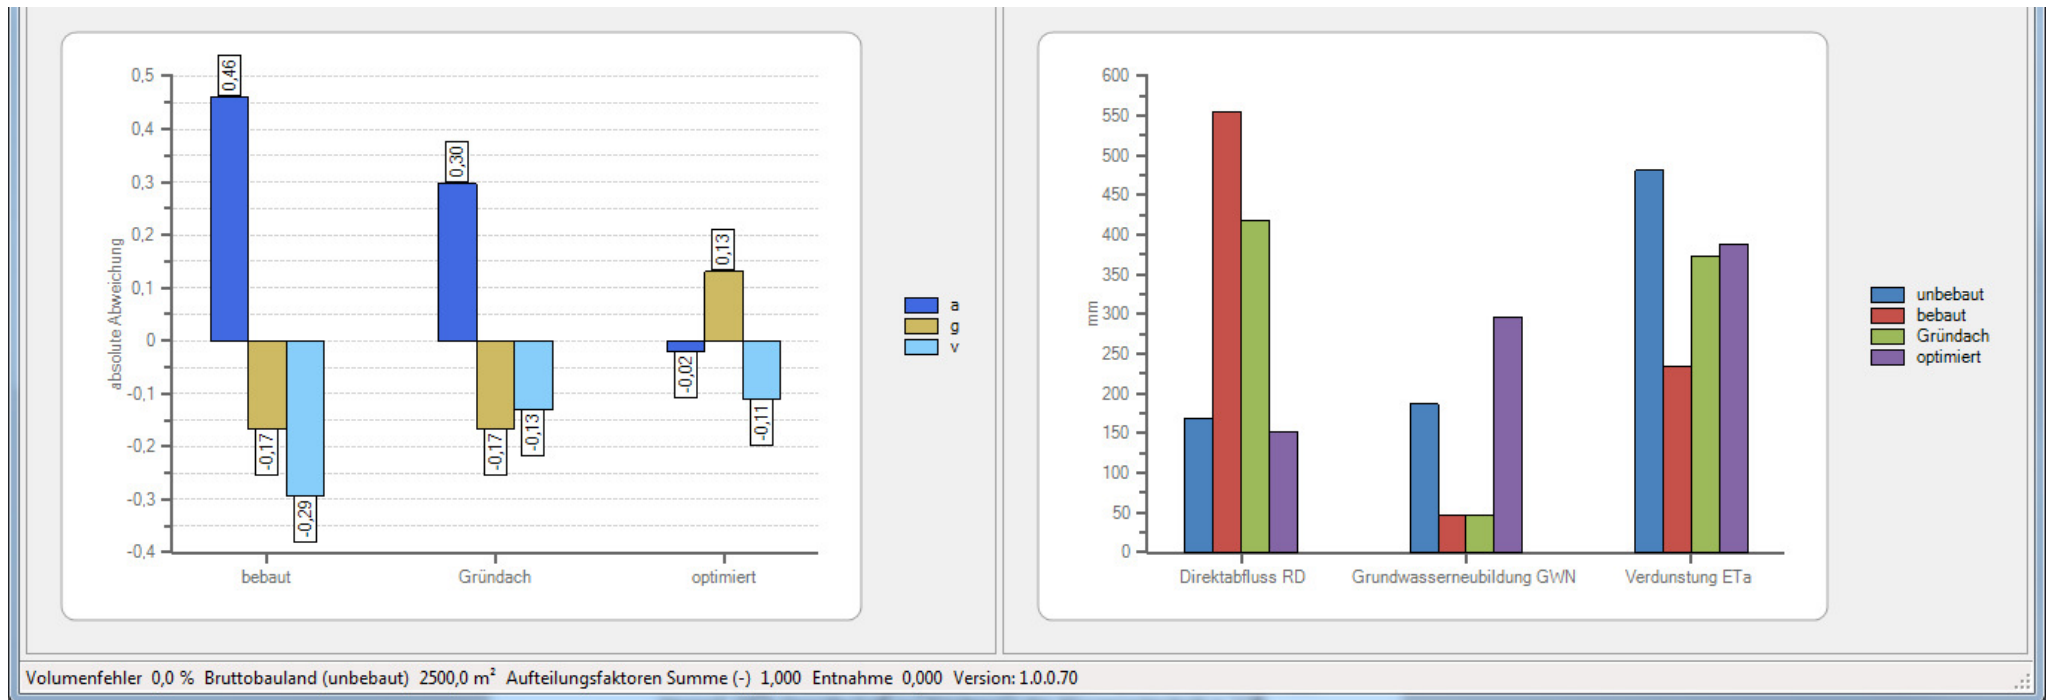 absolute Abweichung
0,5
0,4
0,3
0,2
0,1
0
-0,1
-0,2
-0,3
-0,4
0,46
-0,17
-0,29
0,30
-0,17
-0,13
-0,02
0,13
-0,11
bebaut Gründach optimiert
a
g
v
mm
600
550
500
450
400
350
300
250
200
150
100
50
0
Direktabfluss RD Grundwasserneubildung GWN Verdunstung ETa
unbebaut
bebaut
Gründach
optimiert
Volumenfehler 0,0 % Bruttobauland (unbebaut) 2500,0 m² Aufteilungsfaktoren Summe (-) 1,000 Entnahme 0,000 Version: 1.0.0.70